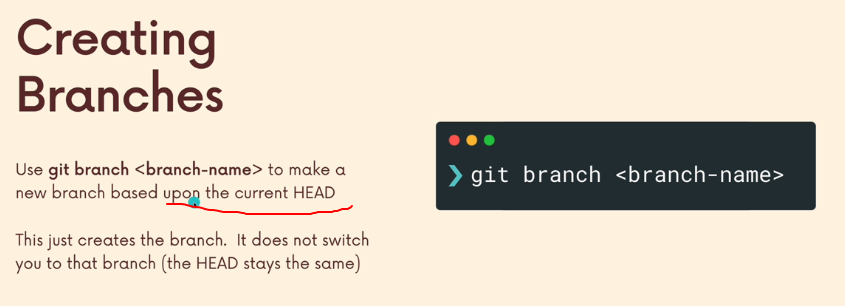 Creating
Branches
Use git branch <branch-name> to make a
new branch based upon the current HEAD
This just creates the branch. It does not switch
you to that branch (the HEAD stays the same)
❯ git branch <branch-name>